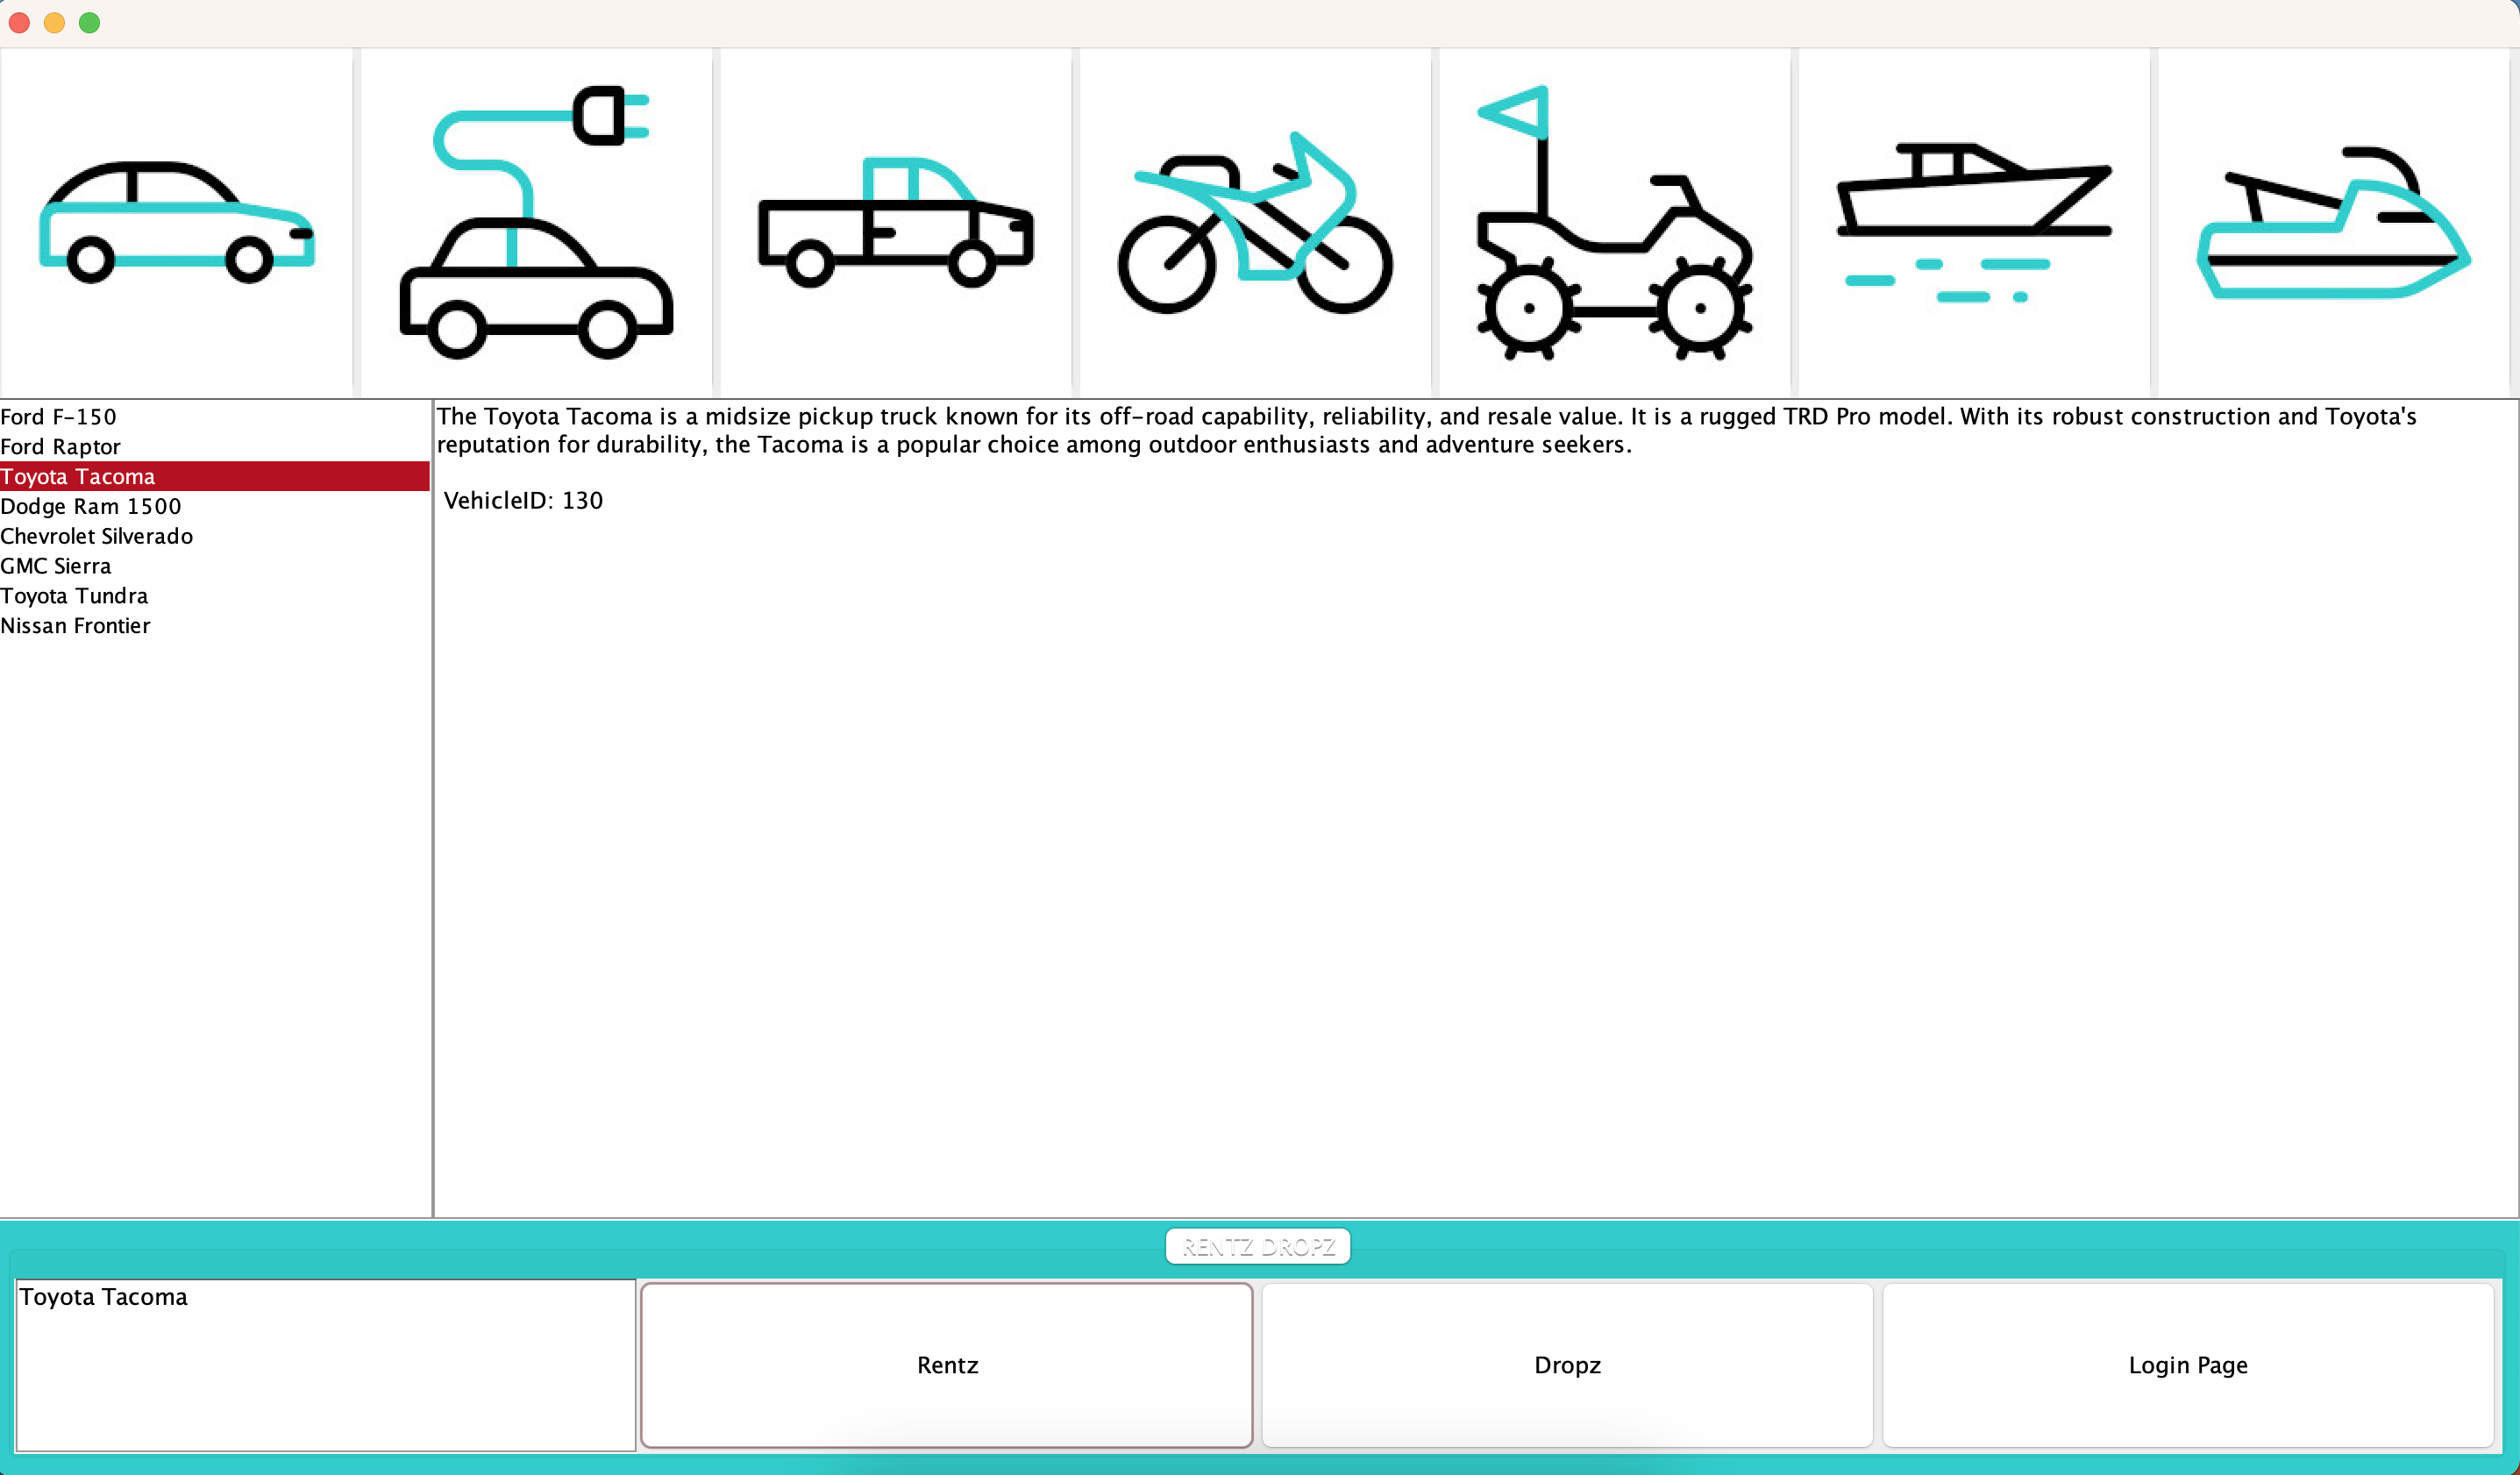 Ford F-150
Ford Raptor
Toyota Tacoma
Dodge Ram 1500
Chevrolet Silverado
GMC Sierra
Toyota Tundra
Nissan Frontier
The Toyota Tacoma is a midsize pickup truck known for its off-road capability, reliability, and resale value. It is a rugged TRD Pro model. With its robust construction and Toyota's
reputation for durability, the Tacoma is a popular choice among outdoor enthusiasts and adventure seekers.
VehicleID: 130
RENTZ DROPZ
Toyota Tacoma
Rentz
Dropz
Login Page